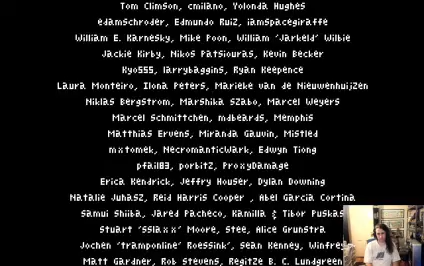 Tom Climson, cmilano, Yolonda Hughes
edamschroder, Edmundo Ruiz, iamspacegiraffe
William E. Karnesky, Mike Poon, William 'Jarkeld' Wilbie
Jackie Kirby, Nikos Patsiouras, Kevin Becker
Kyo555, larrybaggins, Ryan Keepence
Laura Monteiro, Ilona Peters, Marieke van de Nieuwenhuijzen
Niklas Bergstrom, Marshika Szabo, Marcel Weyers
Marcel Schmittchen, mdbeards, Memphis
Matthias Ervens, Miranda Gauvin, Mistled
mxtomek, NecromanticWark, Edwyn Tiong
pfail83, porbitz, ProxyDamage
Erica Kendrick, Jeffry Houser, Dylan Downing
Natalie Juhasz, Reid Harris Cooper , Abel Garcia Cortina
Samui Shiiba, Jared Pacheco, Kamilla & Tibor Puskas
Stuart 'SSlaxx' Moore, Stee, Alice Grunstra
Jochen 'tramponline' Roessink', Sean Kenney, Winfrey
Matt Gardner, Rob Stevens, Regitze B. C. Lundgreen